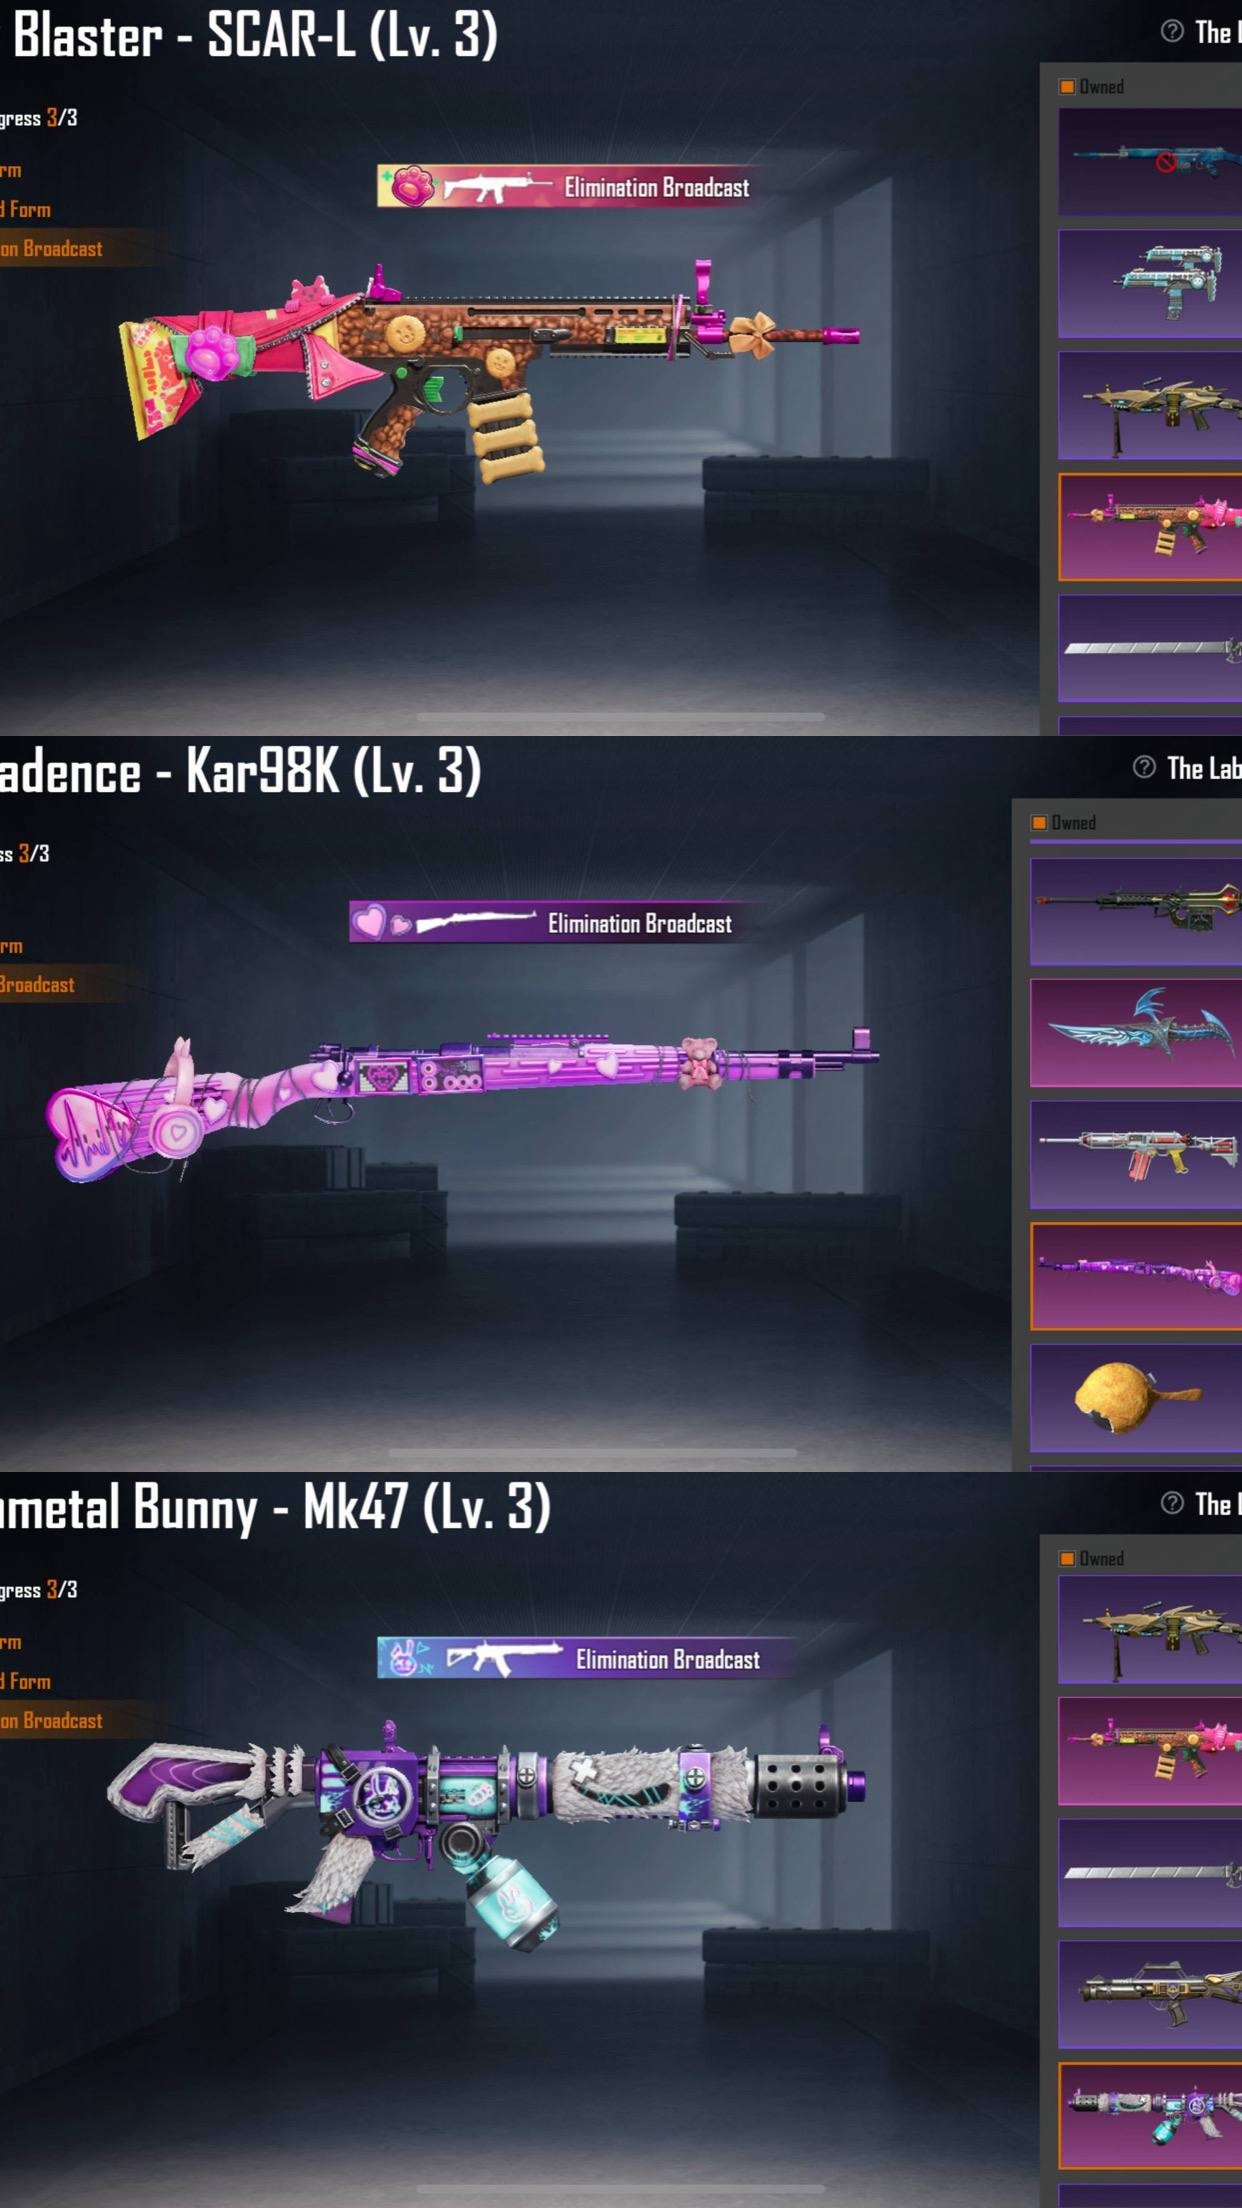 Blaster - SCAR-L (Lv. 3)
The
gress 3/3
Owned
rm
d Form
on Broadcast
Elimination Broadcast
adence - Kar98K (Lv. 3)
The Lab
ss 3/3
Owned
rm
Broadcast
Elimination Broadcast
metal Bunny - Mk47 (Lv. 3)
The
gress 3/3
Owned
rm
d Form
on Broadcast
Elimination Broadcast